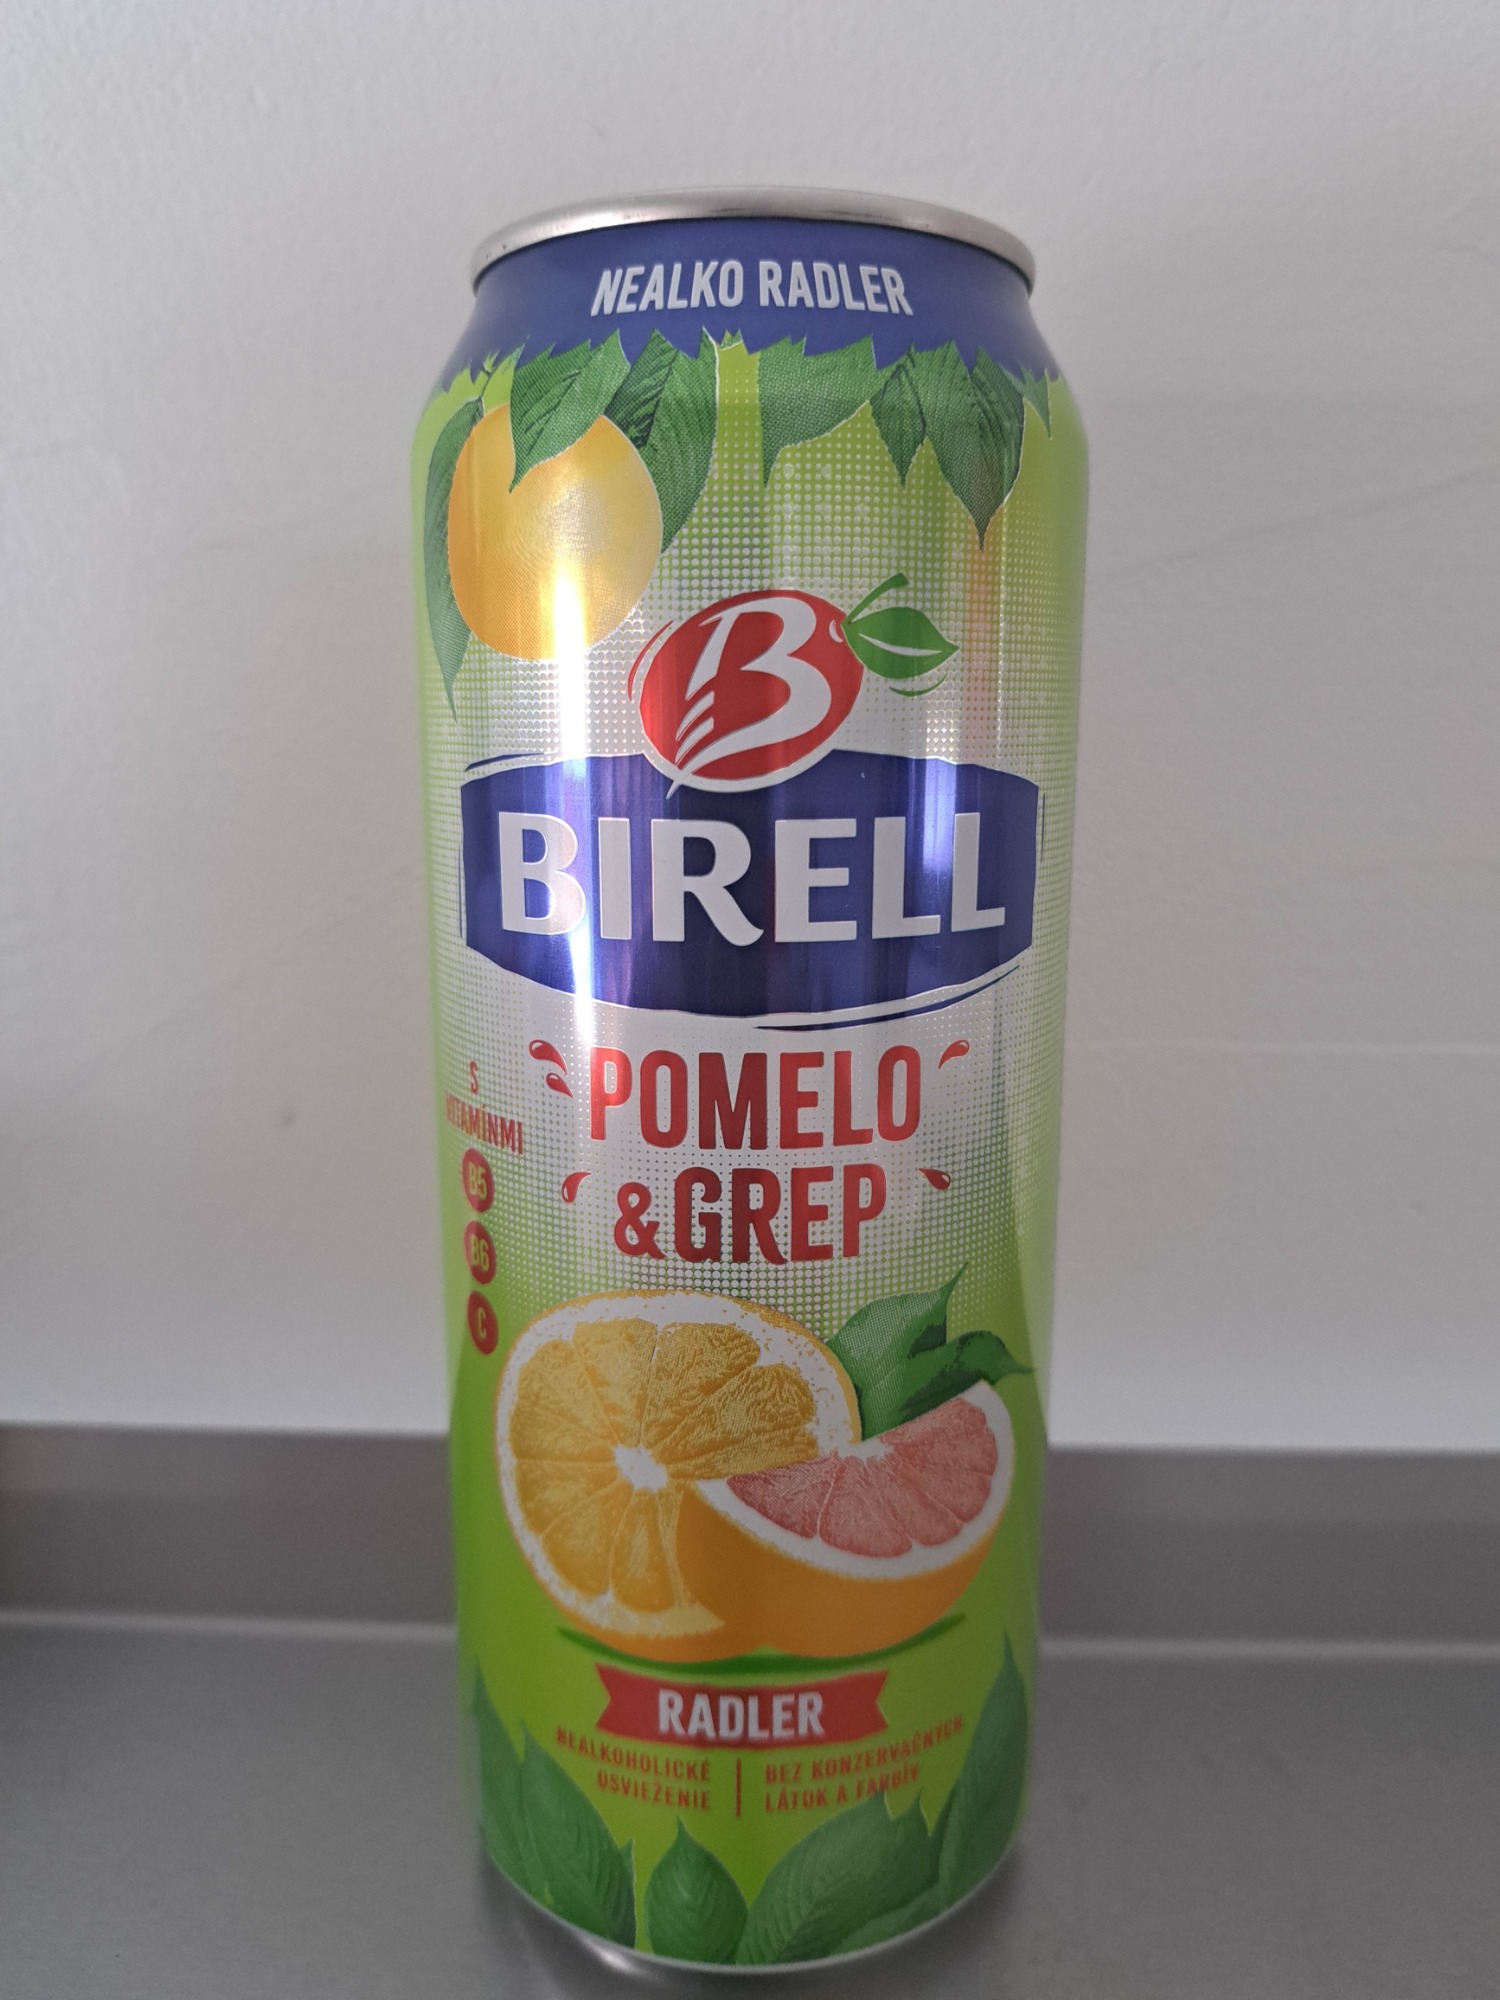 NEALKO RADLER
B
BIRELL
POMELO
&GREP
S
VITAMÍNMI
B5
B6
C
RADLER
NEALKOHOLICKÉ
OSVIEŽENIE
BEZ KONZERVAČNÝCH
LÁTOK A FARBÍV